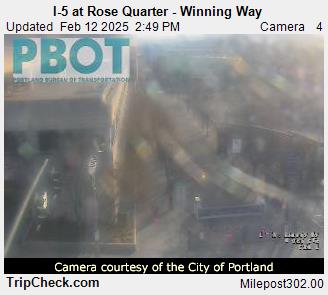 I-5 at Rose Quarter - Winning Way
Updated  Feb 12 2025  2:49 PM Camera  4
PBOT
PORTLAND BUREAU OF TRANSPORTATION
Camera courtesy of the City of Portland
TripCheck.com Milepost302.00